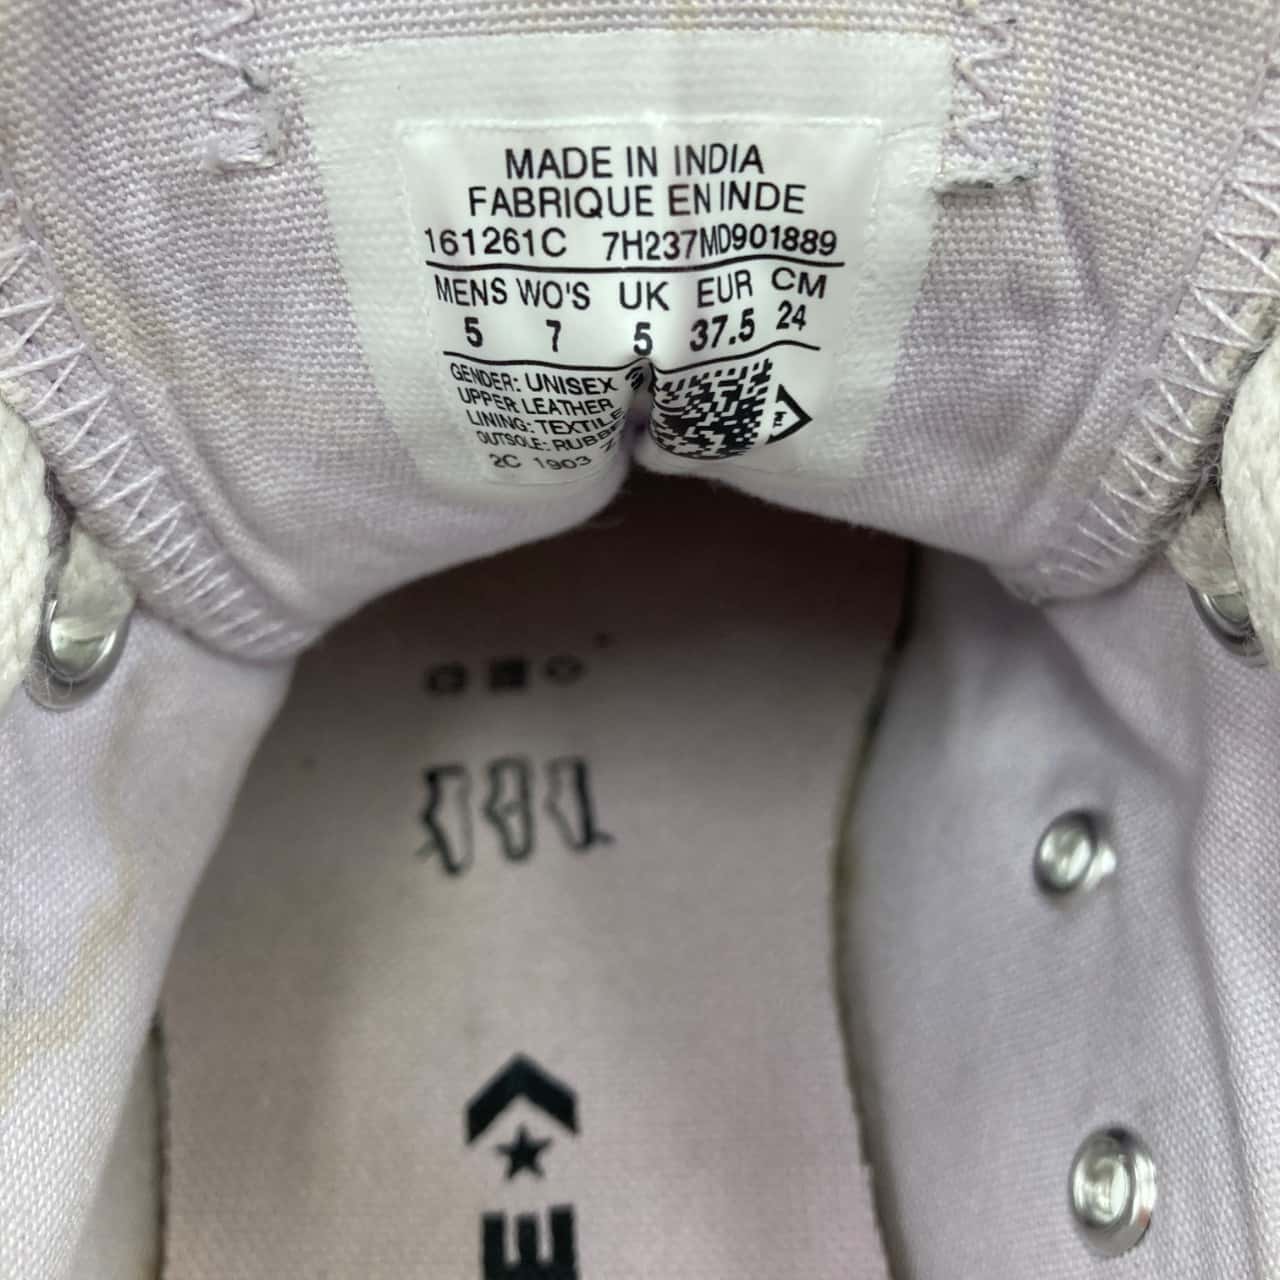 MADE IN INDIA
FABRIQUE EN INDE
161261C 7H237MD901889
MENS WO'S UK EUR CM
5 7 5 37.5 24
GENDER: UNISEX
UPPER: LEATHER
LINING: TEXTILE
OUTSOLE:
2C 1903
E